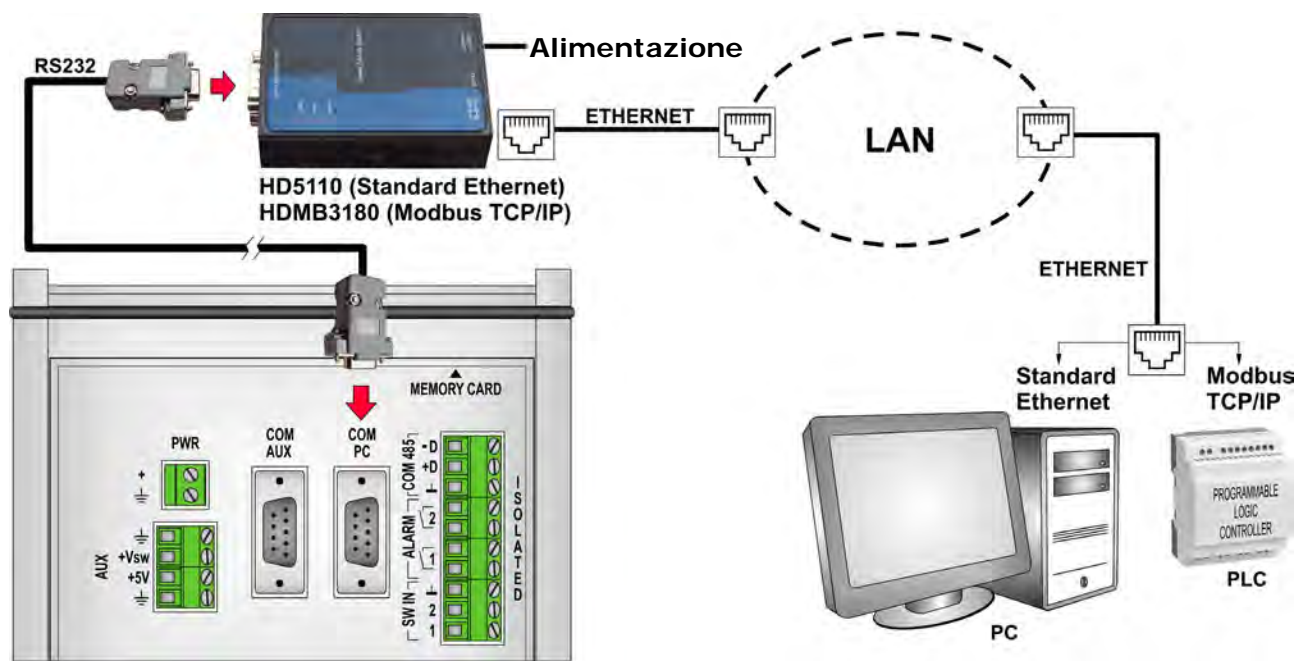 Alimentazione
RS232
ETHERNET
LAN
HD5110 (Standard Ethernet)
HDMB3180 (Modbus TCP/IP)
ETHERNET
Standard
Ethernet
Modbus
TCP/IP
MEMORY CARD
PWR
+
COM
AUX
COM
PC
AUX
+Vsw
+5V
COM 485
-D
+D
ALARM
2
1
SW IN
2
1
ISOLATED
PROGRAMMABLE
LOGIC
CONTROLLER
PLC
PC